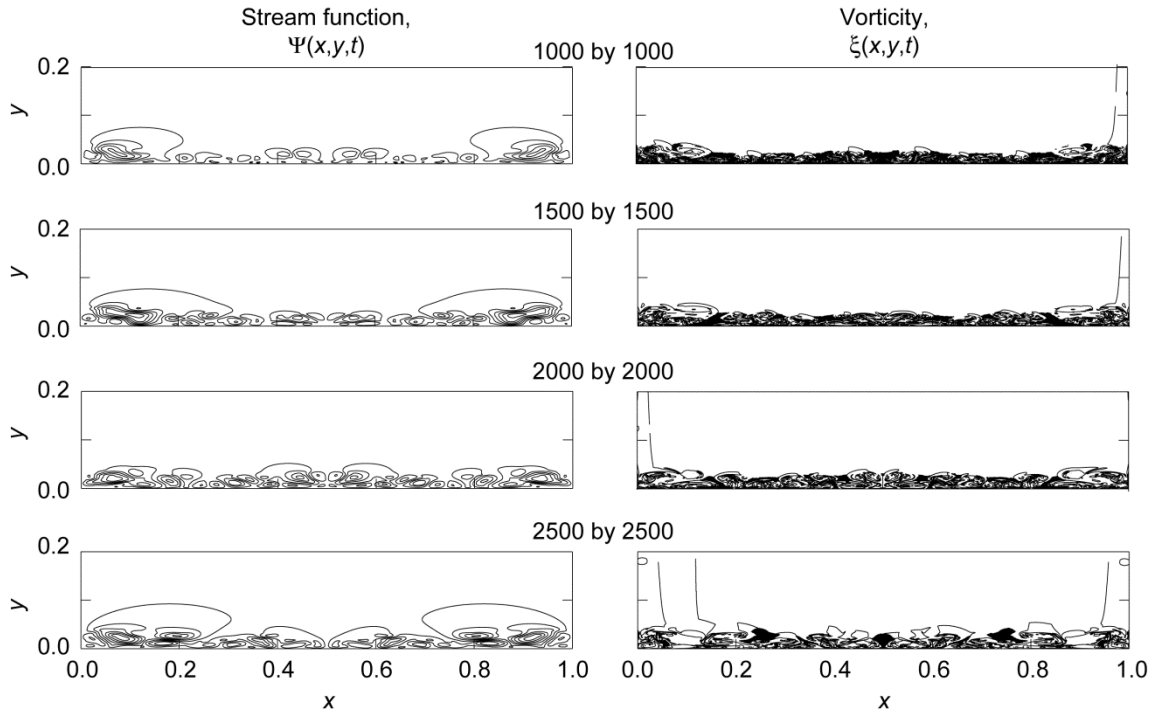 Stream function,
Ψ(x,y,t)
Vorticity,
ξ(x,y,t)
1000 by 1000
0.2
y
0.0
1500 by 1500
0.2
y
0.0
2000 by 2000
0.2
y
0.0
2500 by 2500
0.2
y
0.0
0.0 0.2 0.4 0.6 0.8 1.0 0.0 0.2 0.4 0.6 0.8 1.0
x x